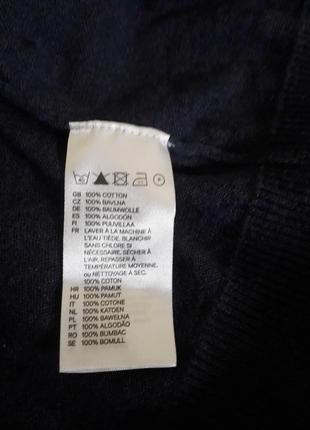 GB 100% COTTON
CZ 100% BAVLNA
DE 100% BAUMWOLLE
ES 100% ALGODÓN
FI 100% PUUVILLAA
FR LAVER À LA MACHINE À
L'EAU TIÈDE. BLANCHIR
SANS CHLORE SI
NÉCESSAIRE. SÉCHER À
L'AIR. REPASSER À
TEMPÉRATURE MOYENNE.
ou NETTOYAGE À SEC.
100% COTON
HR 100% PAMUK
HU 100% PAMUT
IT 100% COTONE
NL 100% KATOEN
PL 100% BAWEŁNA
PT 100% ALGODÃO
RO 100% BUMBAC
SE 100% BOMULL